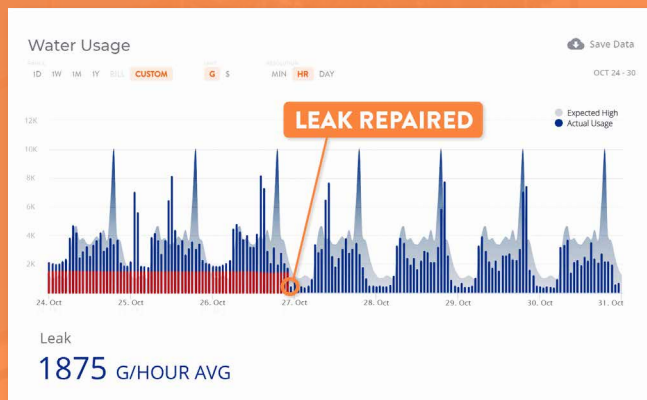 Water Usage
Save Data
1D 1W 1M 1Y BILL CUSTOM G $ MIN HR DAY OCT 24 - 30
LEAK REPAIRED
Expected High
Actual Usage
12K
10K
8K
6K
4K
2K
24. Oct 25. Oct 26. Oct 27. Oct 28. Oct 29. Oct 30. Oct 31. Oct
Leak
1875 G/HOUR AVG